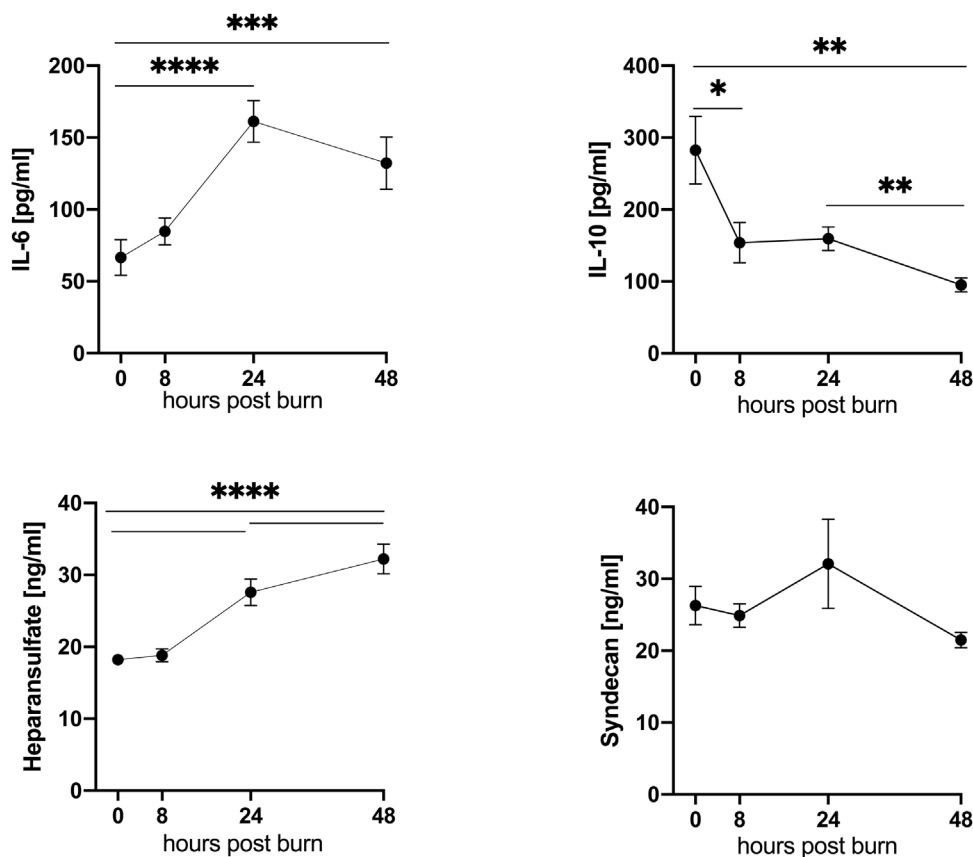 ***
****
200
150
100
50
0
IL-6 [pg/ml]
0 8 24 48
hours post burn
**
*
**
400
300
200
100
0
IL-10 [pg/ml]
0 8 24 48
hours post burn
****
40
30
20
10
0
Heparansulfate [ng/ml]
0 8 24 48
hours post burn
40
30
20
10
0
Syndecan [ng/ml]
0 8 24 48
hours post burn